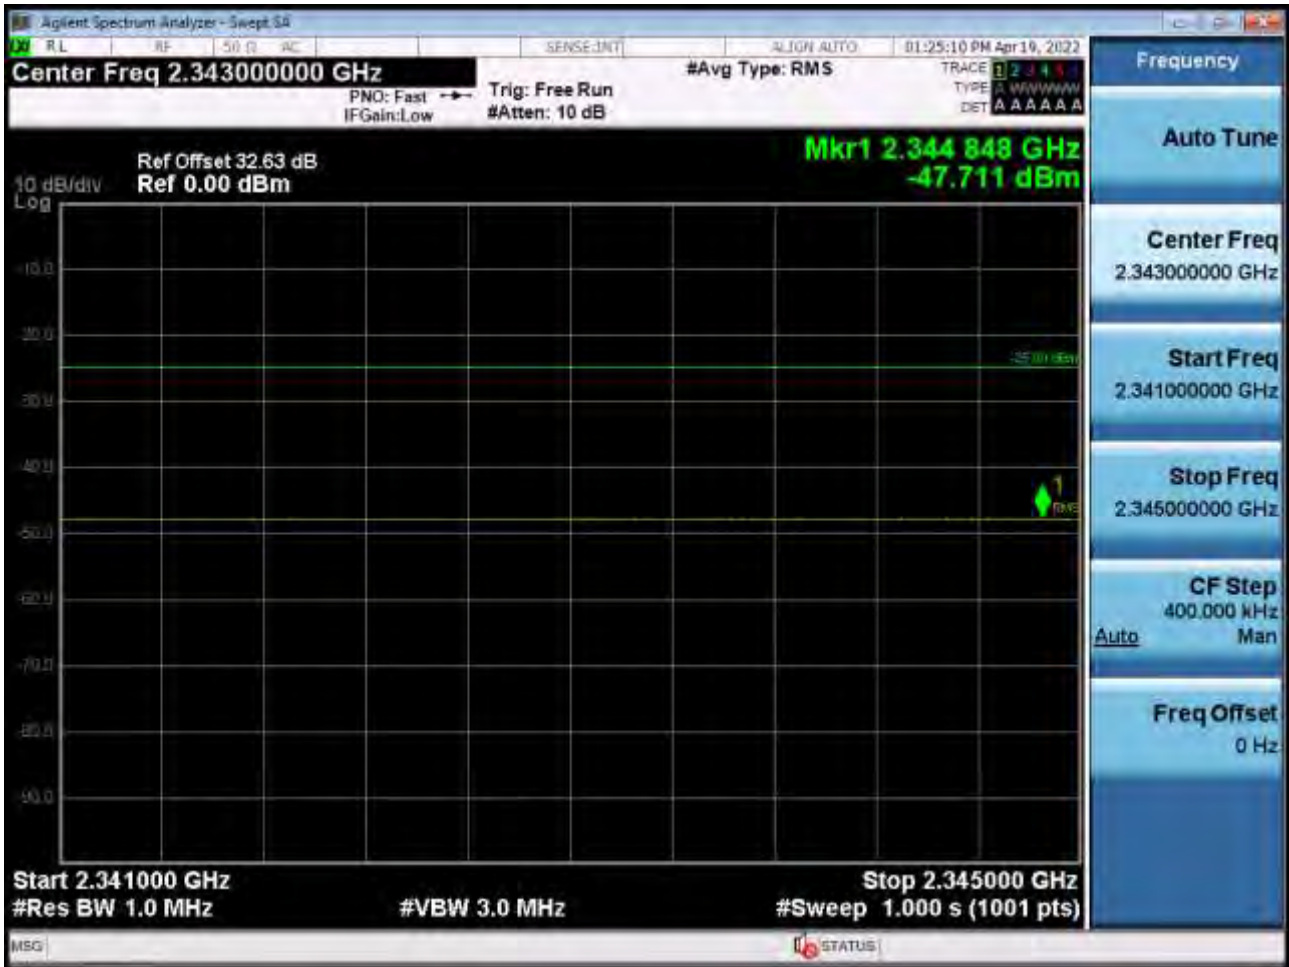 Agilent Spectrum Analyzer - Swept SA
RL RF 50 Ω AC SENSE:INT ALIGN AUTO 01:25:10 PM Apr 19, 2022
Center Freq 2.343000000 GHz
PNO: Fast
IFGain:Low
Trig: Free Run
#Atten: 10 dB
#Avg Type: RMS
TRACE 1 2 3 4 5 6
TYPE A WWWWW
DET A A A A A A
Mkr1 2.344 848 GHz
-47.711 dBm
Ref Offset 32.63 dB
10 dB/div Ref 0.00 dBm
Log
-10.0
-20.0
-25.00 dBm
-30.0
-40.0
1
RMS
-50.0
-60.0
-70.0
-80.0
-90.0
Start 2.341000 GHz Stop 2.345000 GHz
#Res BW 1.0 MHz #VBW 3.0 MHz #Sweep 1.000 s (1001 pts)
MSG STATUS
Frequency
Auto Tune
Center Freq
2.343000000 GHz
Start Freq
2.341000000 GHz
Stop Freq
2.345000000 GHz
CF Step
400.000 kHz
Auto Man
Freq Offset
0 Hz